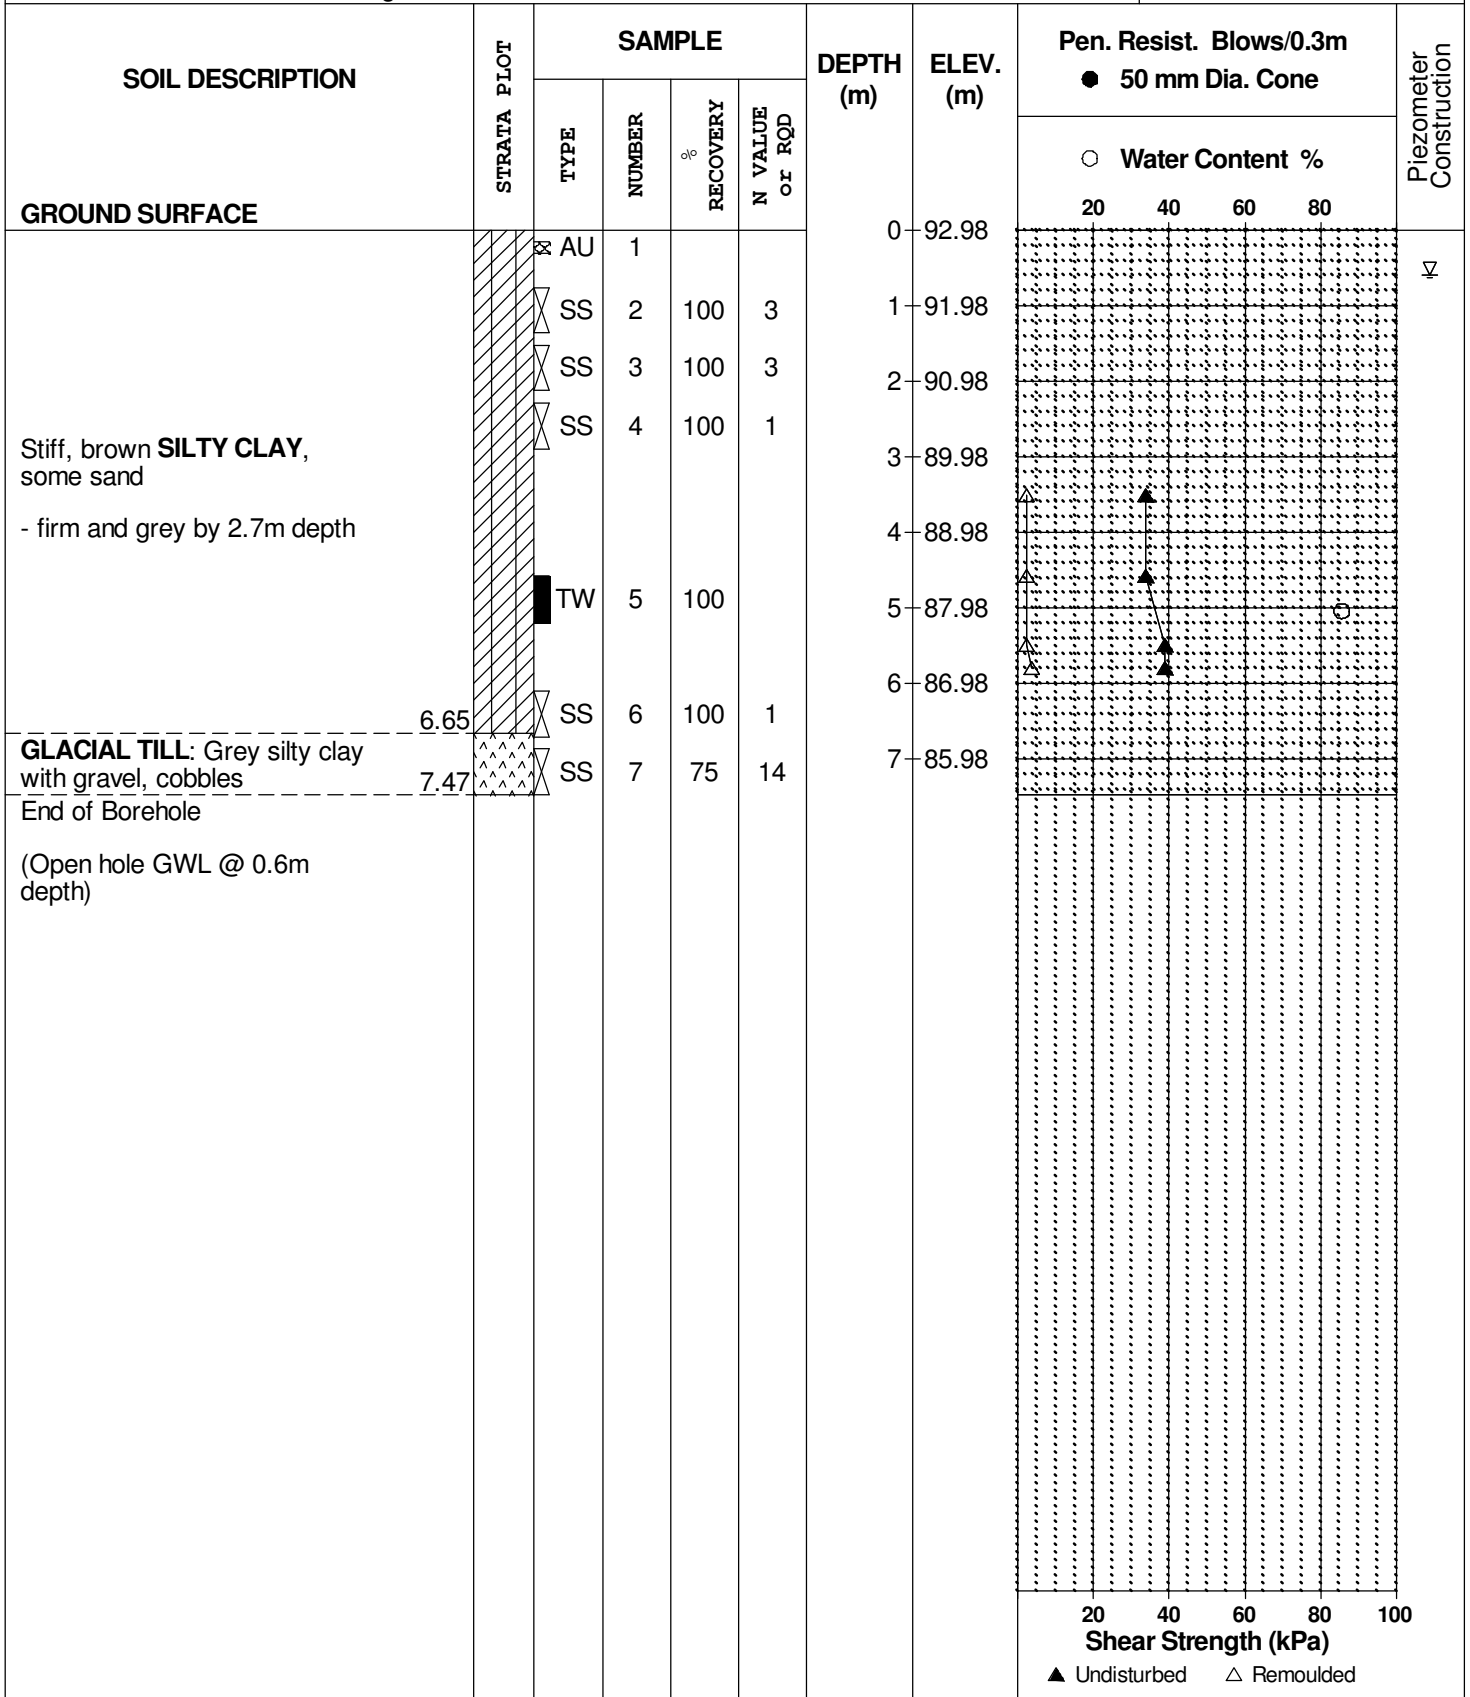 SOIL DESCRIPTION
GROUND SURFACE
STRATA PLOT
SAMPLE
TYPE
NUMBER
% RECOVERY
N VALUE or RQD
DEPTH (m)
ELEV. (m)
Pen. Resist. Blows/0.3m
● 50 mm Dia. Cone
○ Water Content %
20 40 60 80
Piezometer Construction
0 92.98
AU 1
SS 2 100 3
1 91.98
SS 3 100 3
2 90.98
SS 4 100 1
Stiff, brown SILTY CLAY,
some sand
3 89.98
- firm and grey by 2.7m depth
4 88.98
TW 5 100
5 87.98
6 86.98
6.65
SS 6 100 1
GLACIAL TILL: Grey silty clay
with gravel, cobbles
7.47
SS 7 75 14
7 85.98
End of Borehole
(Open hole GWL @ 0.6m
depth)
20 40 60 80 100
Shear Strength (kPa)
▲ Undisturbed △ Remoulded